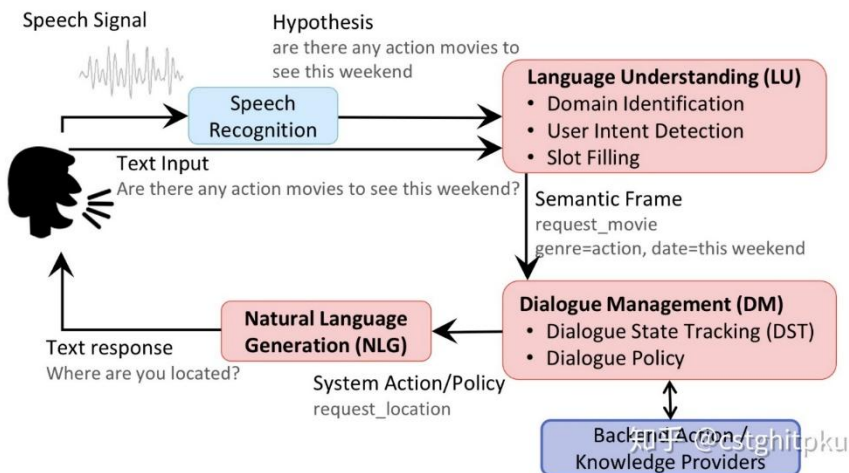 Speech Signal
Hypothesis
are there any action movies to
see this weekend
Speech
Recognition
Language Understanding (LU)
• Domain Identification
• User Intent Detection
• Slot Filling
Text Input
Are there any action movies to see this weekend?
Semantic Frame
request_movie
genre=action, date=this weekend
Dialogue Management (DM)
• Dialogue State Tracking (DST)
• Dialogue Policy
Natural Language
Generation (NLG)
Text response
Where are you located?
System Action/Policy
request_location
Backend Action /
Knowledge Providers
知乎 @cstghitpku